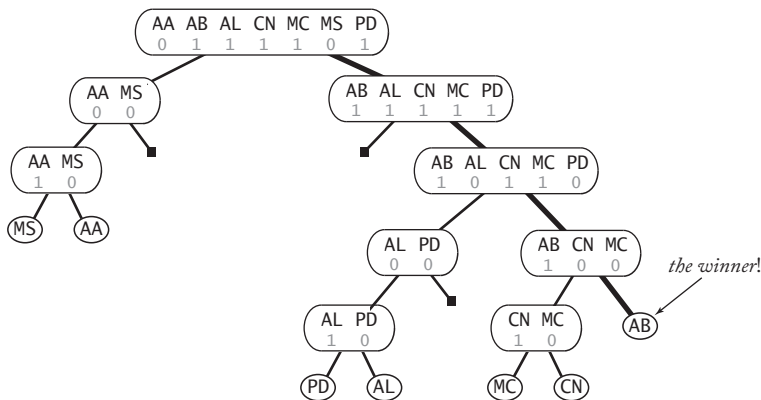 AA AB AL CN MC MS PD
0 1 1 1 1 0 1
AA MS
0 0
AB AL CN MC PD
1 1 1 1 1
AA MS
1 0
AB AL CN MC PD
1 0 1 1 0
MS
AA
AL PD
0 0
AB CN MC
1 0 0
the winner!
AL PD
1 0
CN MC
1 0
AB
PD
AL
MC
CN